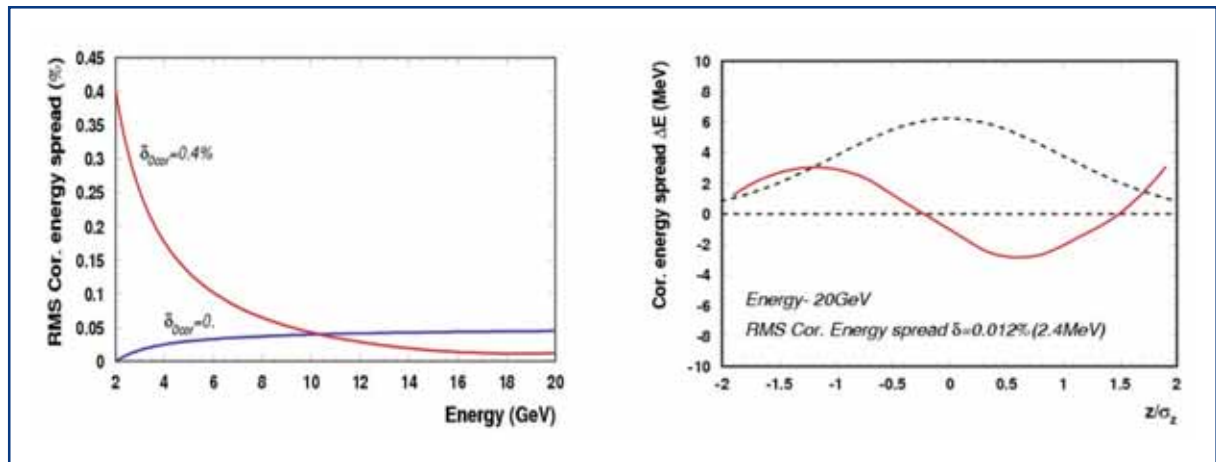 RMS Cor. energy spread (%)
0.45
0.4
0.35
0.3
0.25
0.2
0.15
0.1
0.05
0
δ0cor=0.4%
δ0cor=0.
2 4 6 8 10 12 14 16 18 20
Energy (GeV)
Cor. energy spread ΔE (MeV)
10
8
6
4
2
0
-2
-4
-6
-8
-10
Energy- 20GeV
RMS Cor. Energy spread δ=0.012%(2.4MeV)
-2 -1.5 -1 -0.5 0 0.5 1 1.5 2
z/σz